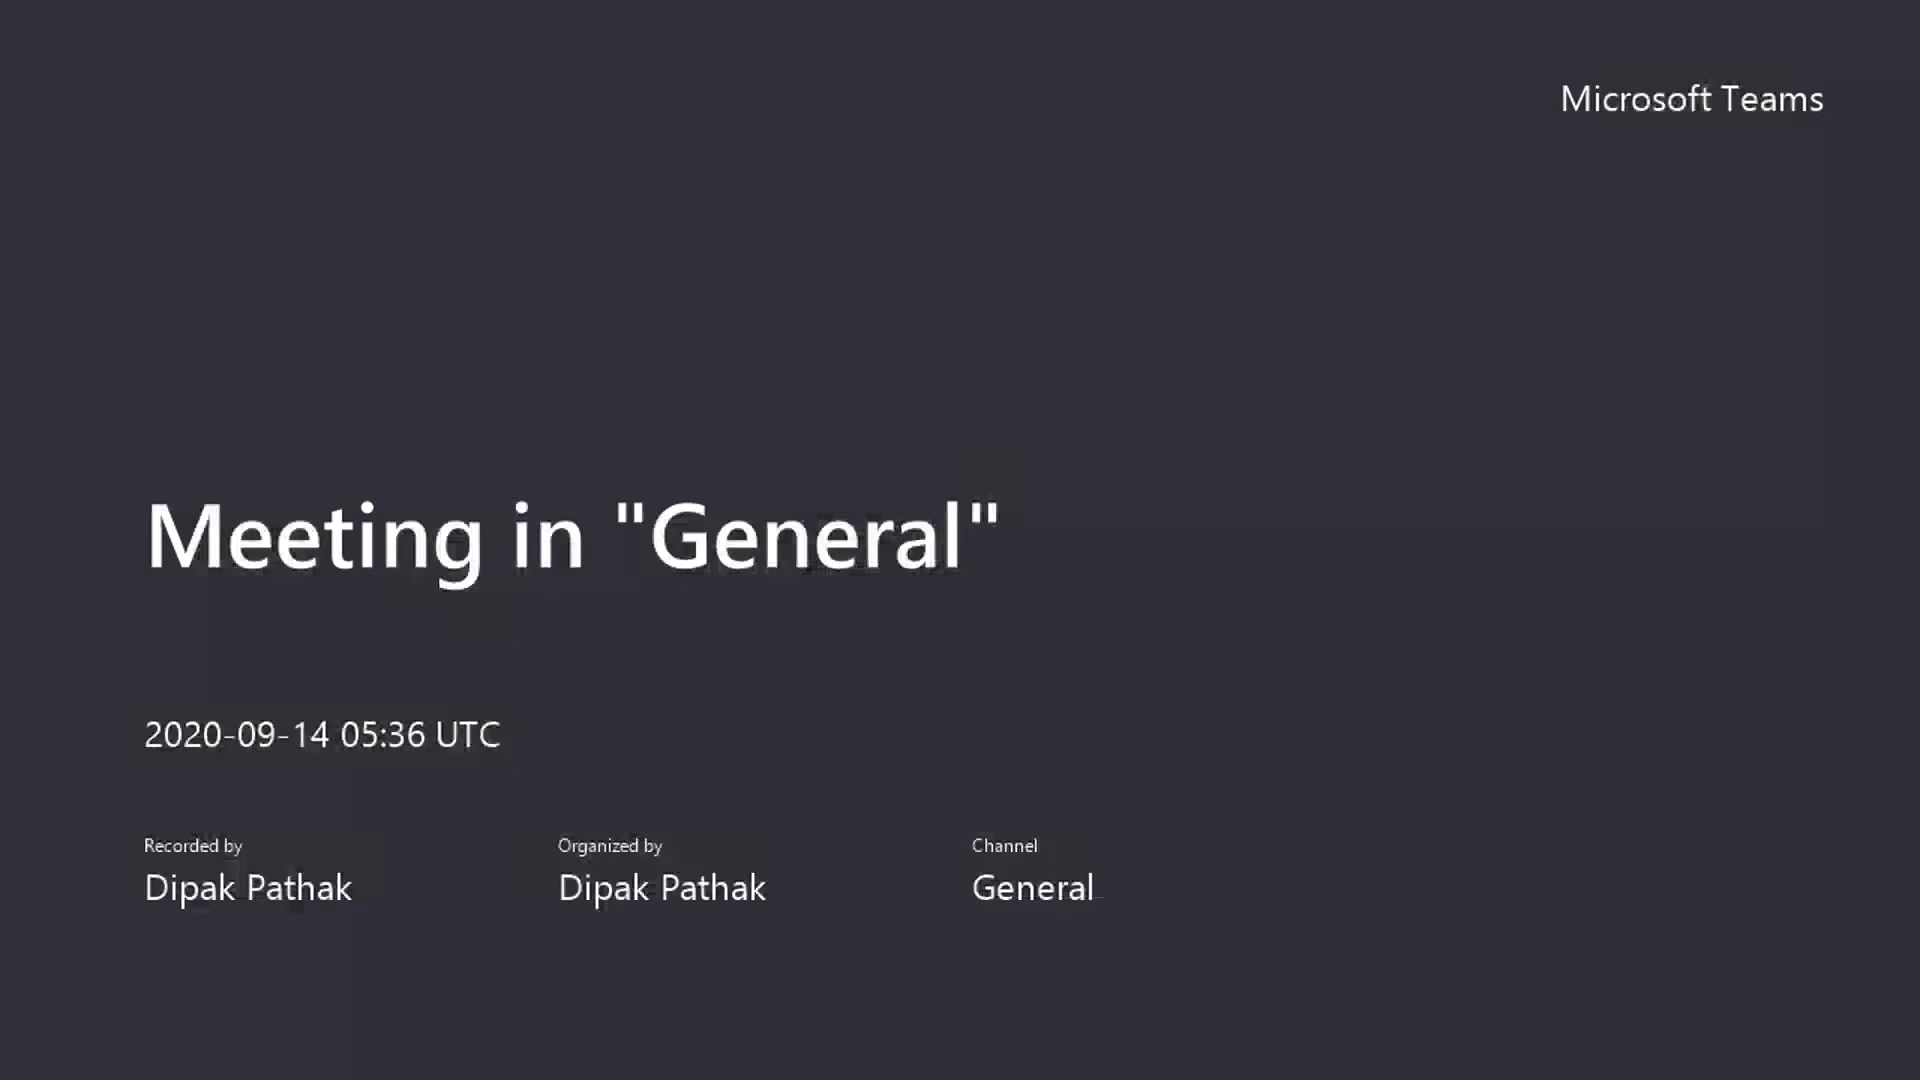 Microsoft Teams
Meeting in "General"
2020-09-14 05:36 UTC
Recorded by
Dipak Pathak
Organized by
Dipak Pathak
Channel
General